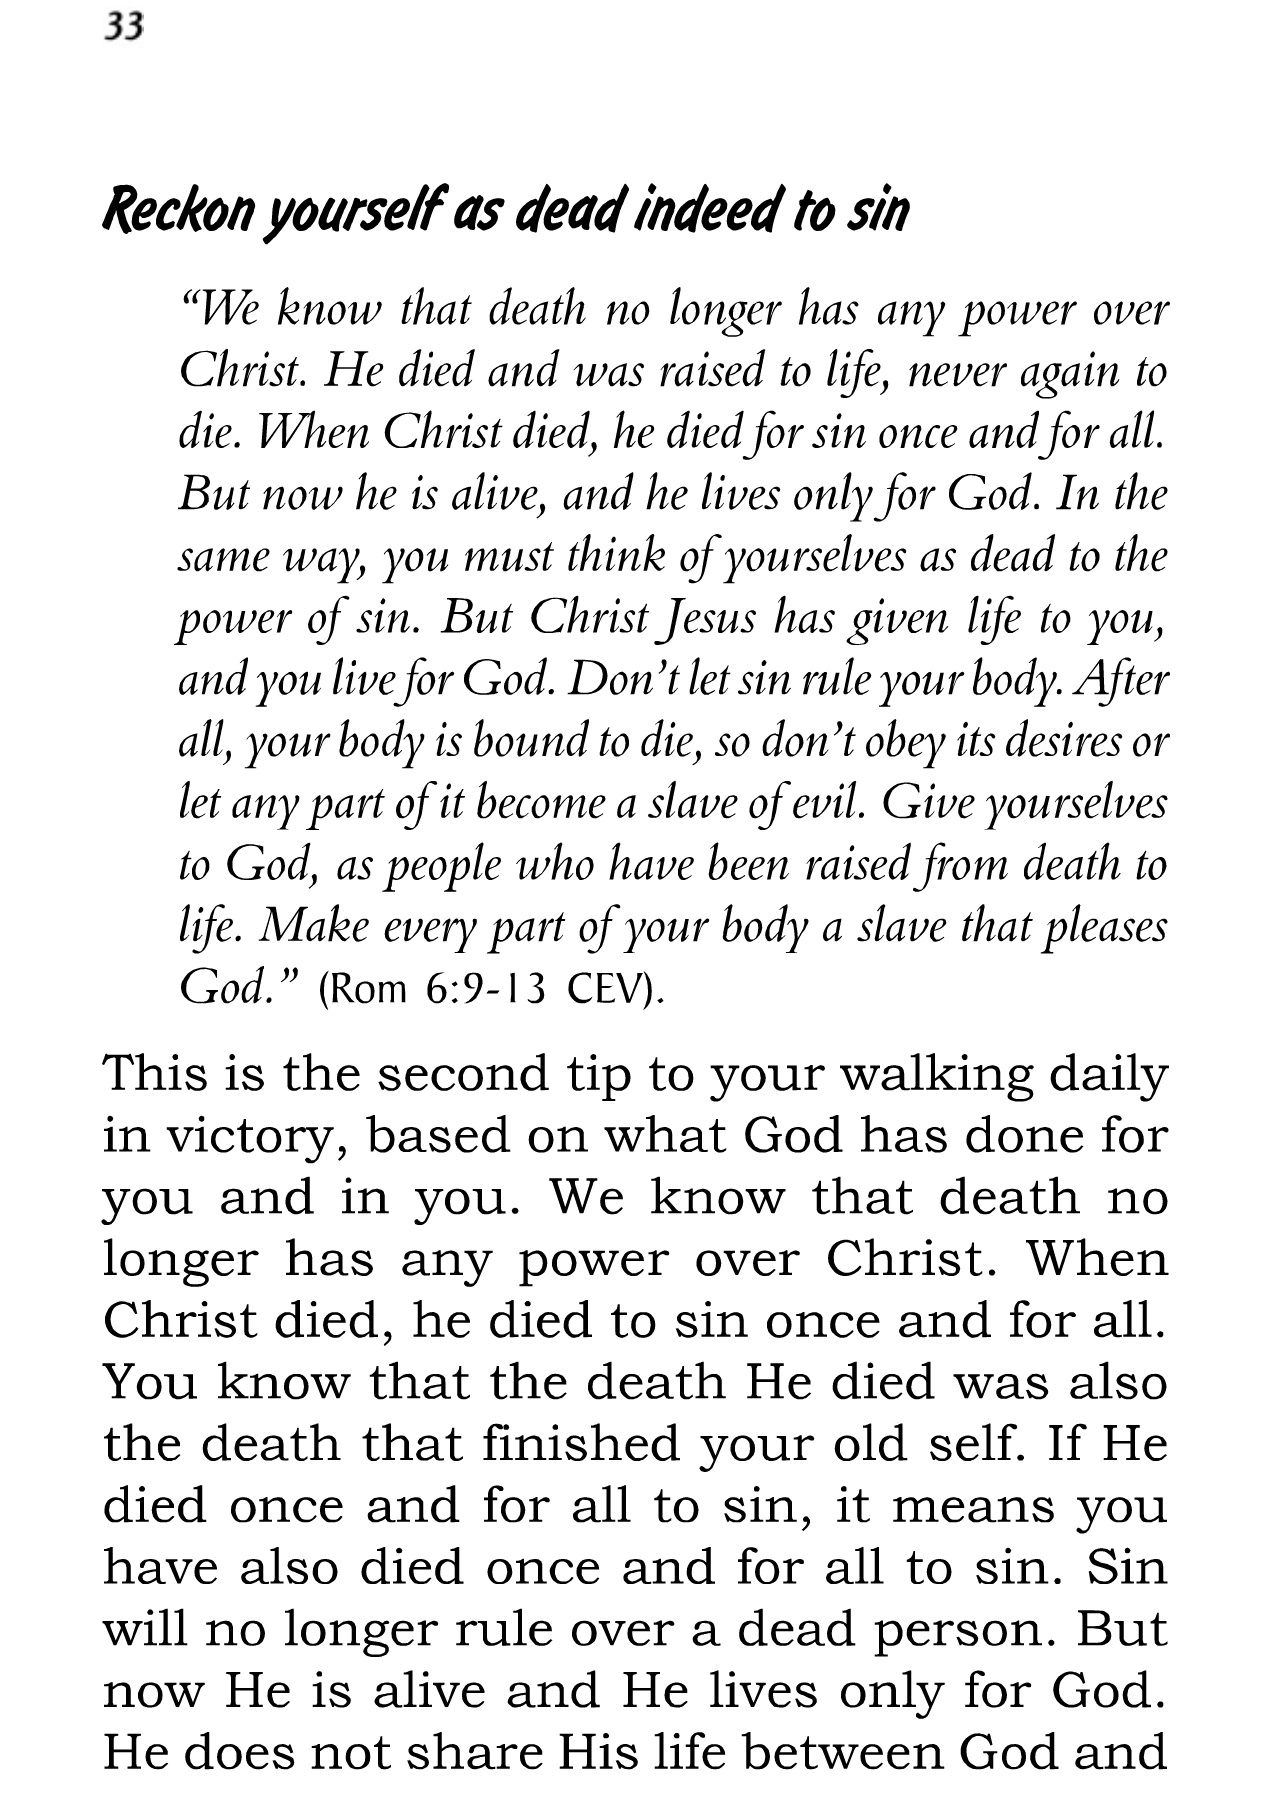 33
Reckon yourself as dead indeed to sin
“We know that death no longer has any power over
Christ. He died and was raised to life, never again to
die. When Christ died, he died for sin once and for all.
But now he is alive, and he lives only for God. In the
same way, you must think of yourselves as dead to the
power of sin. But Christ Jesus has given life to you,
and you live for God. Don’t let sin rule your body. After
all, your body is bound to die, so don’t obey its desires or
let any part of it become a slave of evil. Give yourselves
to God, as people who have been raised from death to
life. Make every part of your body a slave that pleases
God.” (Rom 6:9-13 CEV).
This is the second tip to your walking daily
in victory, based on what God has done for
you and in you. We know that death no
longer has any power over Christ. When
Christ died, he died to sin once and for all.
You know that the death He died was also
the death that finished your old self. If He
died once and for all to sin, it means you
have also died once and for all to sin. Sin
will no longer rule over a dead person. But
now He is alive and He lives only for God.
He does not share His life between God and